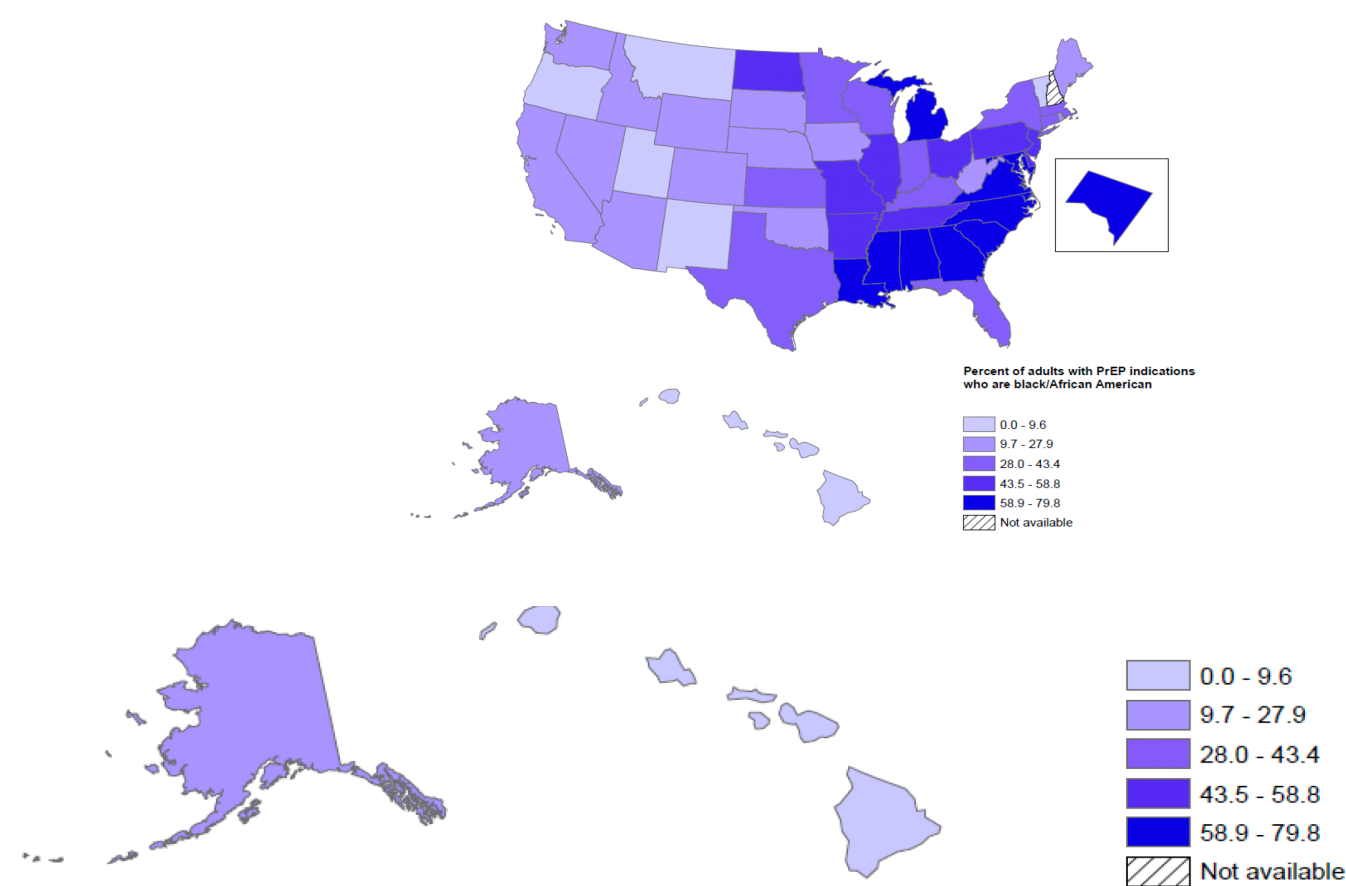 Percent of adults with PrEP indications
who are black/African American
0.0 - 9.6
9.7 - 27.9
28.0 - 43.4
43.5 - 58.8
58.9 - 79.8
Not available
0.0 - 9.6
9.7 - 27.9
28.0 - 43.4
43.5 - 58.8
58.9 - 79.8
Not available